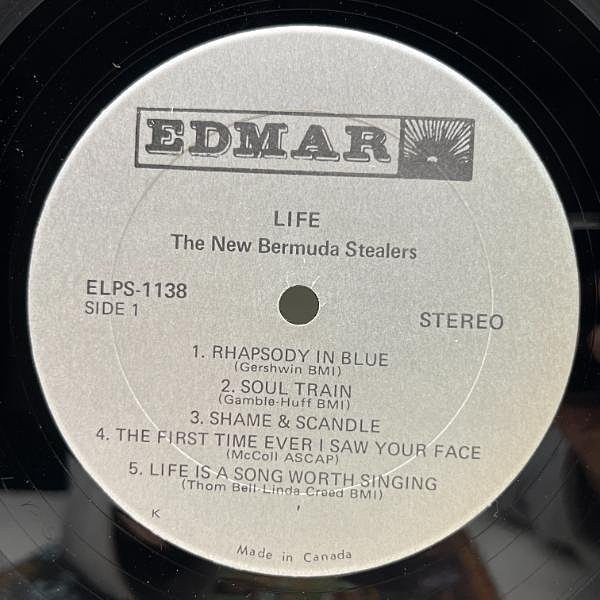 EDMAR
LIFE
The New Bermuda Stealers
ELPS-1138
SIDE 1
STEREO
1. RHAPSODY IN BLUE
(Gershwin BMI)
2. SOUL TRAIN
(Gamble-Huff BMI)
3. SHAME & SCANDLE
4. THE FIRST TIME EVER I SAW YOUR FACE
(McColl ASCAP)
5. LIFE IS A SONG WORTH SINGING
(Thom Bell-Linda Creed BMI)
K
Made in Canada